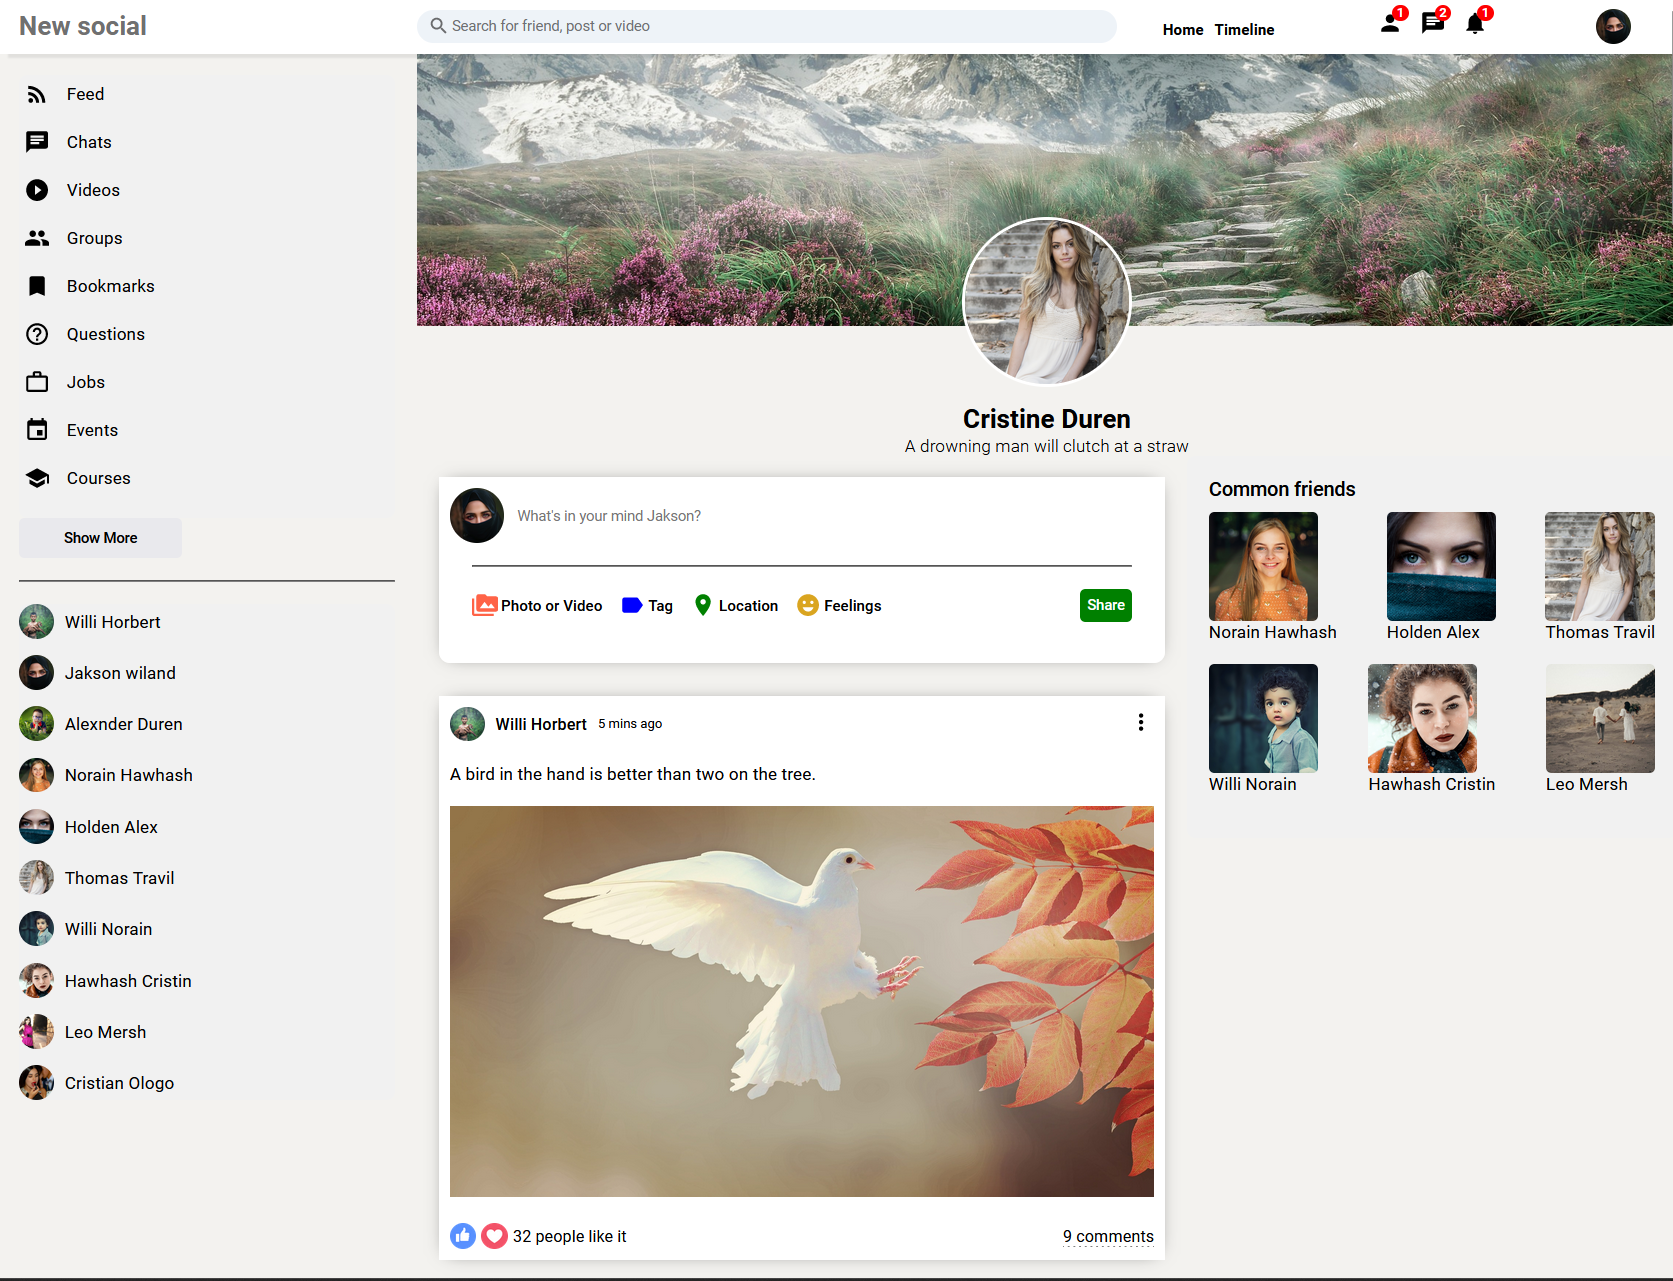 New social
Search for friend, post or video
Home Timeline
1
2
1
Feed
Chats
Videos
Groups
Bookmarks
Questions
Jobs
Events
Courses
Show More
Willi Horbert
Jakson wiland
Alexnder Duren
Norain Hawhash
Holden Alex
Thomas Travil
Willi Norain
Hawhash Cristin
Leo Mersh
Cristian Ologo
Cristine Duren
A drowning man will clutch at a straw
What's in your mind Jakson?
Photo or Video Tag Location Feelings Share
Willi Horbert 5 mins ago
A bird in the hand is better than two on the tree.
32 people like it 9 comments
Common friends
Norain Hawhash Holden Alex Thomas Travil
Willi Norain Hawhash Cristin Leo Mersh